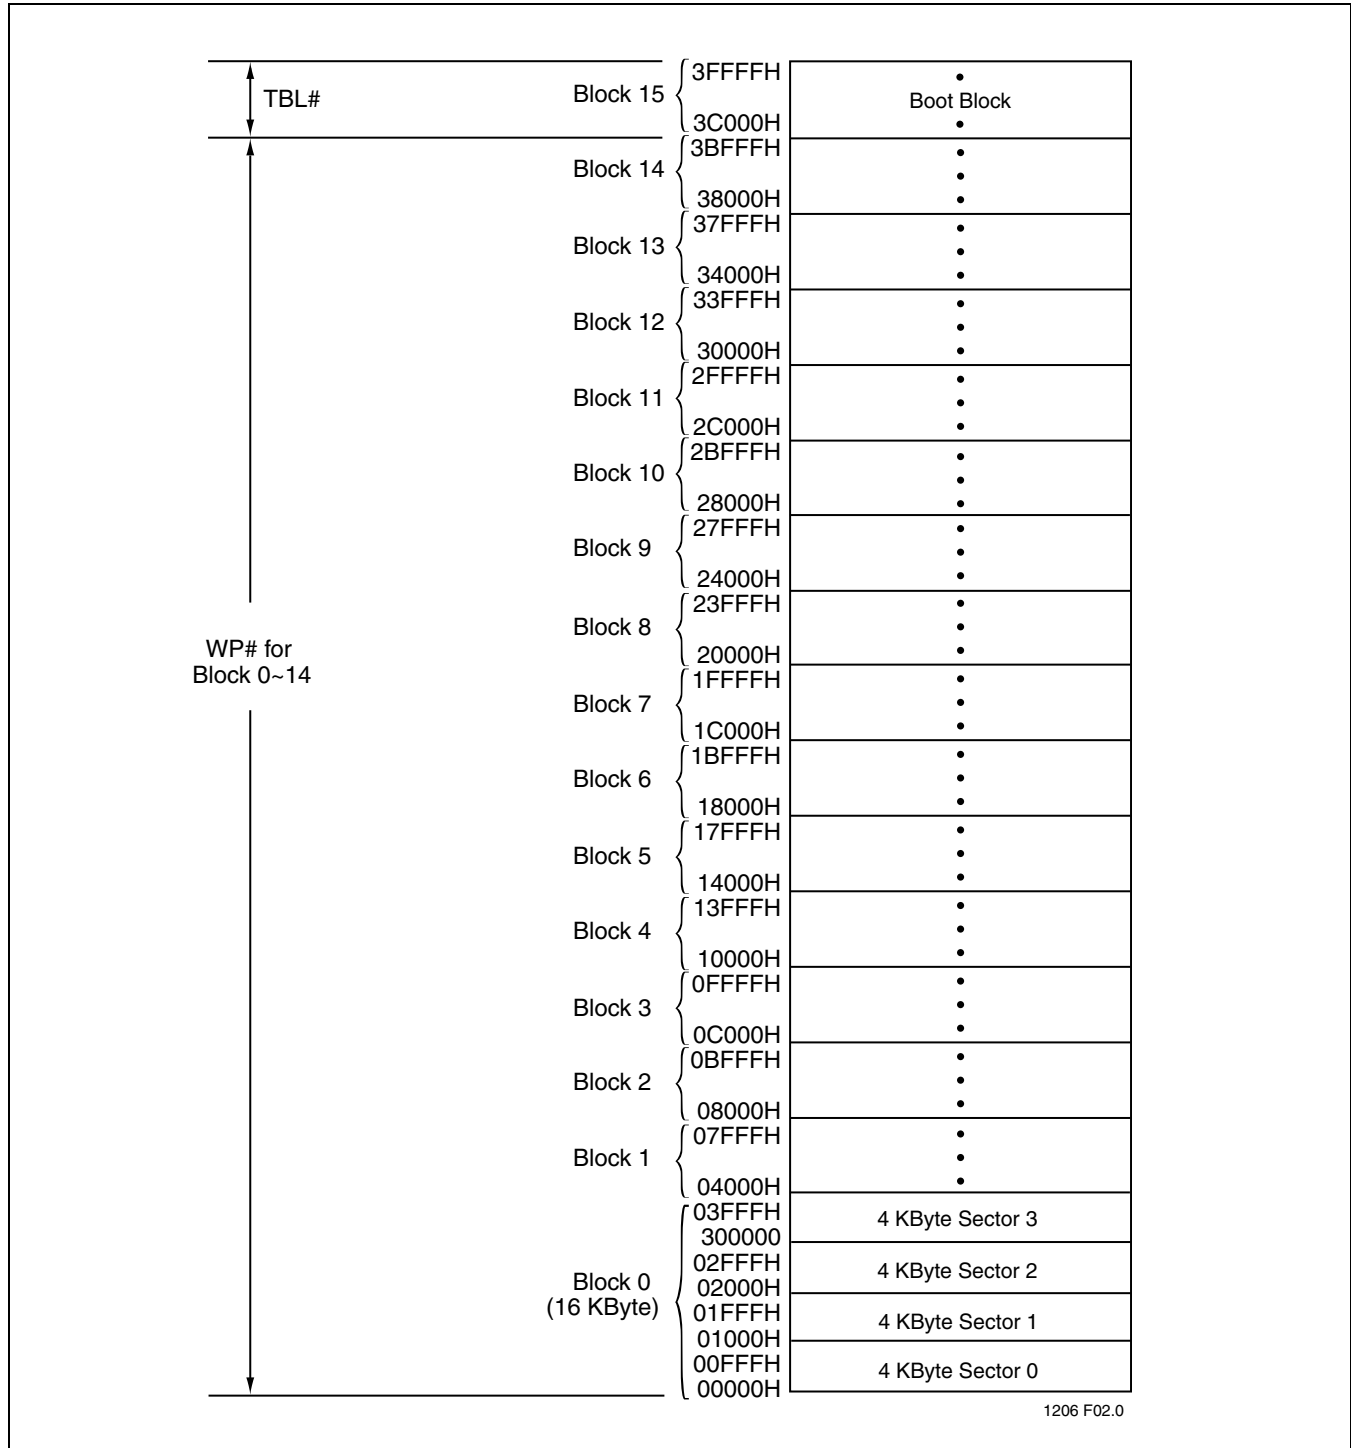 TBL#
Block 15
3FFFFH
3C000H
Boot Block
Block 14
3BFFFH
38000H
Block 13
37FFFH
34000H
Block 12
33FFFH
30000H
Block 11
2FFFFH
2C000H
Block 10
2BFFFH
28000H
Block 9
27FFFH
24000H
WP# for
Block 0~14
Block 8
23FFFH
20000H
Block 7
1FFFFH
1C000H
Block 6
1BFFFH
18000H
Block 5
17FFFH
14000H
Block 4
13FFFH
10000H
Block 3
0FFFFH
0C000H
Block 2
0BFFFH
08000H
Block 1
07FFFH
04000H
Block 0
(16 KByte)
03FFFH
300000
4 KByte Sector 3
02FFFH
02000H
4 KByte Sector 2
01FFFH
01000H
4 KByte Sector 1
00FFFH
00000H
4 KByte Sector 0
1206 F02.0